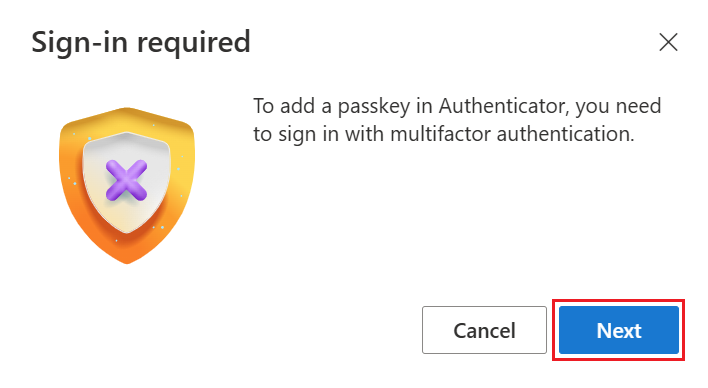 Sign-in required
To add a passkey in Authenticator, you need
to sign in with multifactor authentication.
Cancel
Next